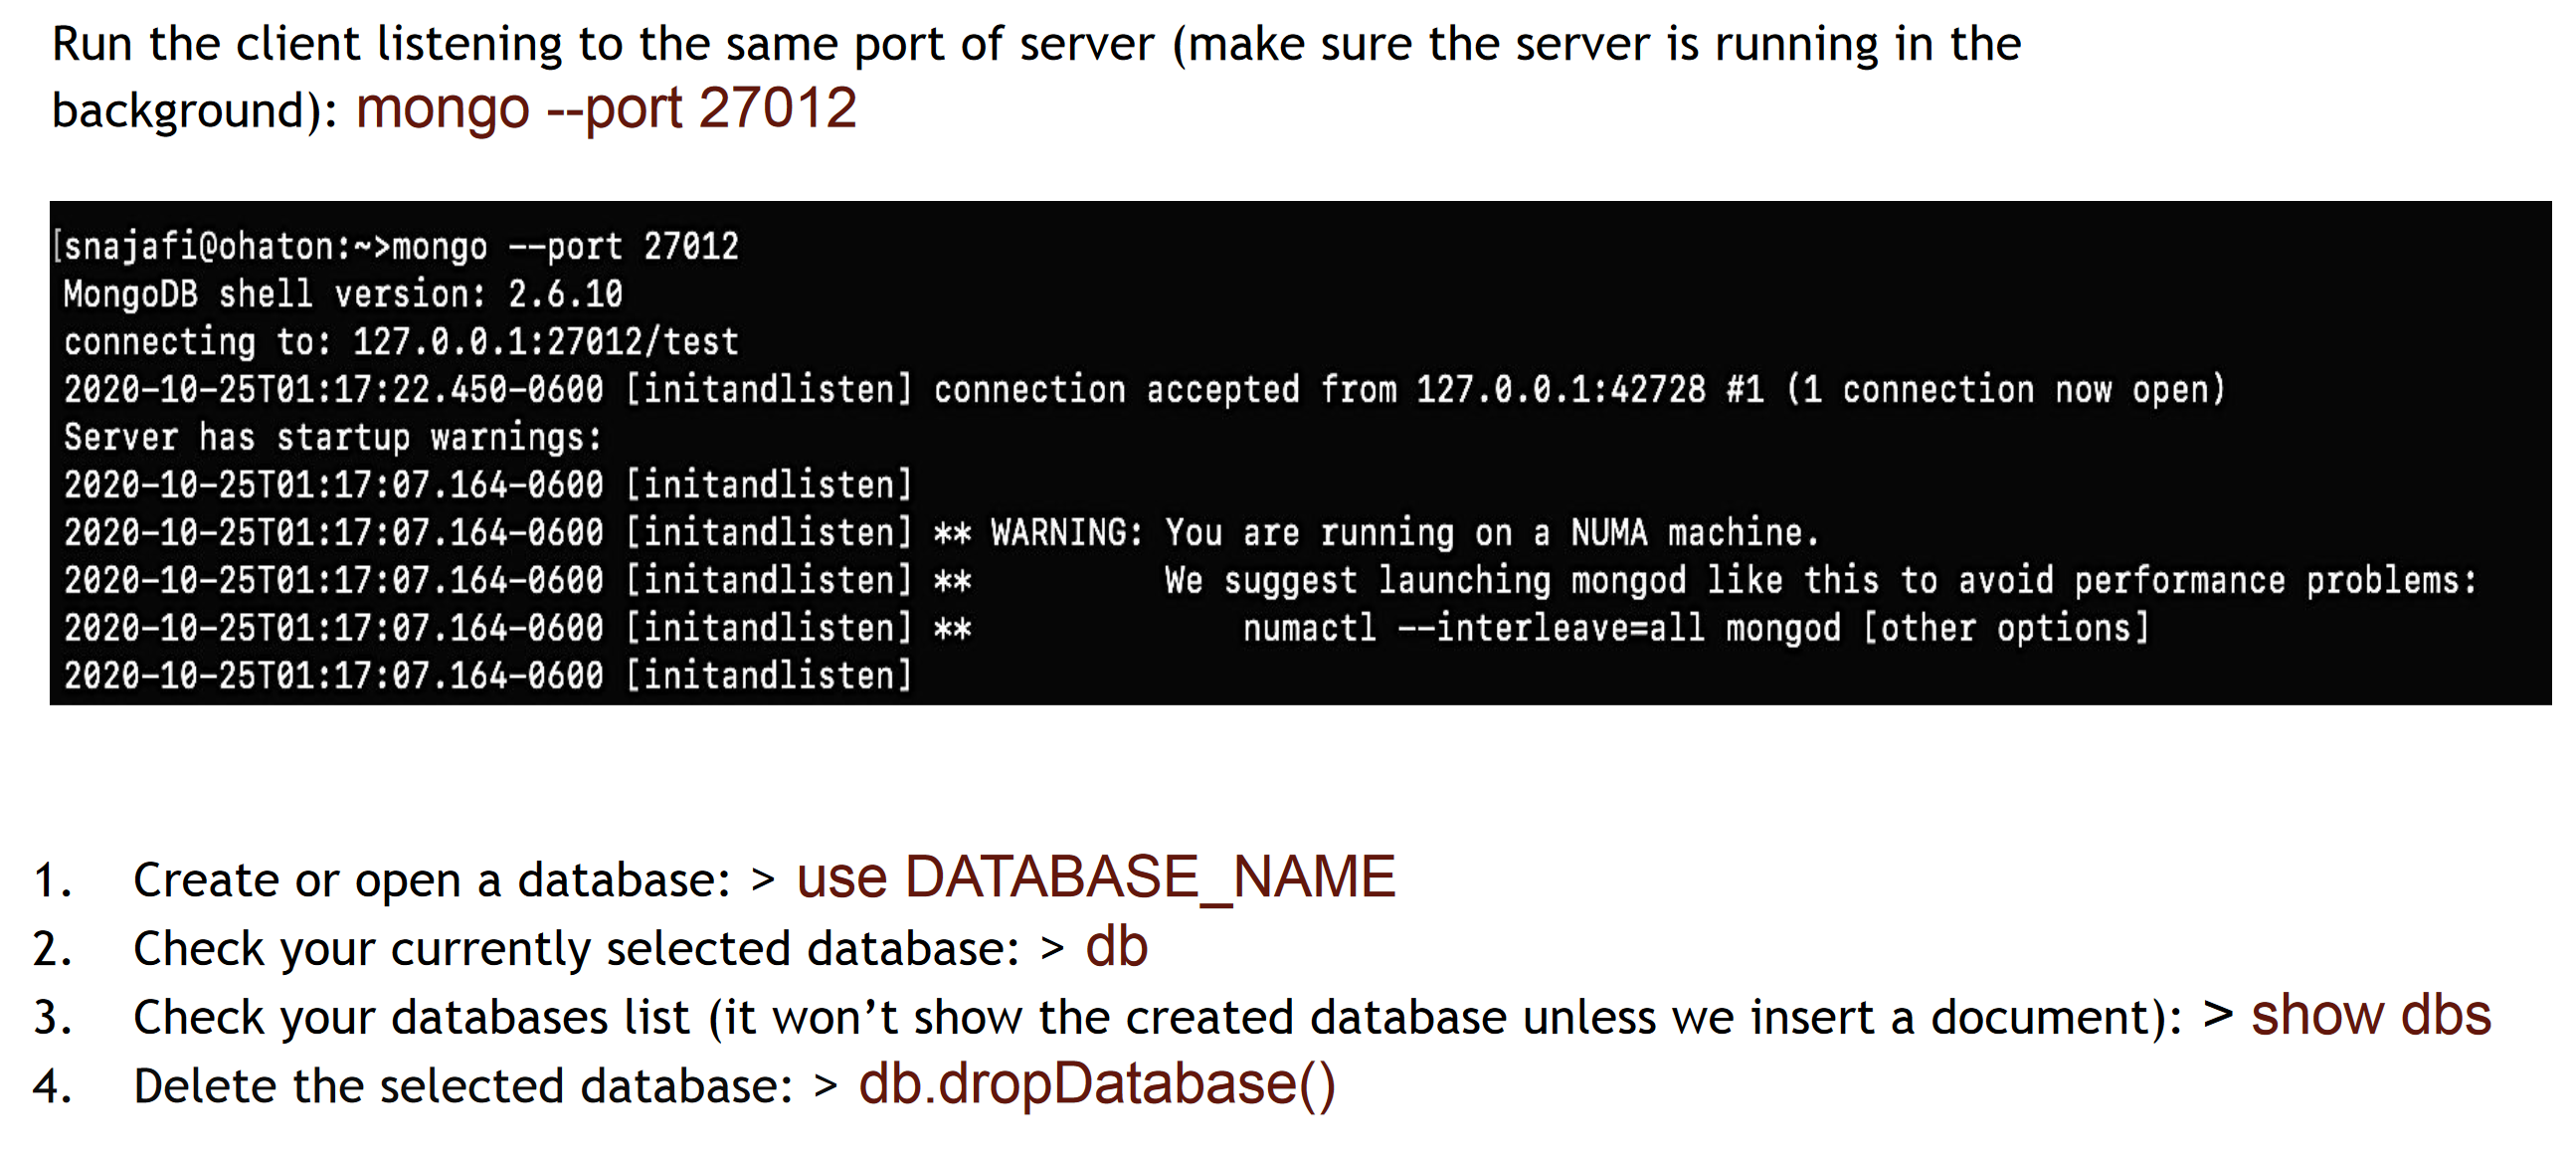 Run the client listening to the same port of server (make sure the server is running in the
background): mongo --port 27012
[snajafi@ohaton:~>mongo --port 27012
MongoDB shell version: 2.6.10
connecting to: 127.0.0.1:27012/test
2020-10-25T01:17:22.450-0600 [initandlisten] connection accepted from 127.0.0.1:42728 #1 (1 connection now open)
Server has startup warnings:
2020-10-25T01:17:07.164-0600 [initandlisten]
2020-10-25T01:17:07.164-0600 [initandlisten] ** WARNING: You are running on a NUMA machine.
2020-10-25T01:17:07.164-0600 [initandlisten] **          We suggest launching mongod like this to avoid performance problems:
2020-10-25T01:17:07.164-0600 [initandlisten] **              numactl --interleave=all mongod [other options]
2020-10-25T01:17:07.164-0600 [initandlisten]
1. Create or open a database: > use DATABASE_NAME
2. Check your currently selected database: > db
3. Check your databases list (it won’t show the created database unless we insert a document): > show dbs
4. Delete the selected database: > db.dropDatabase()